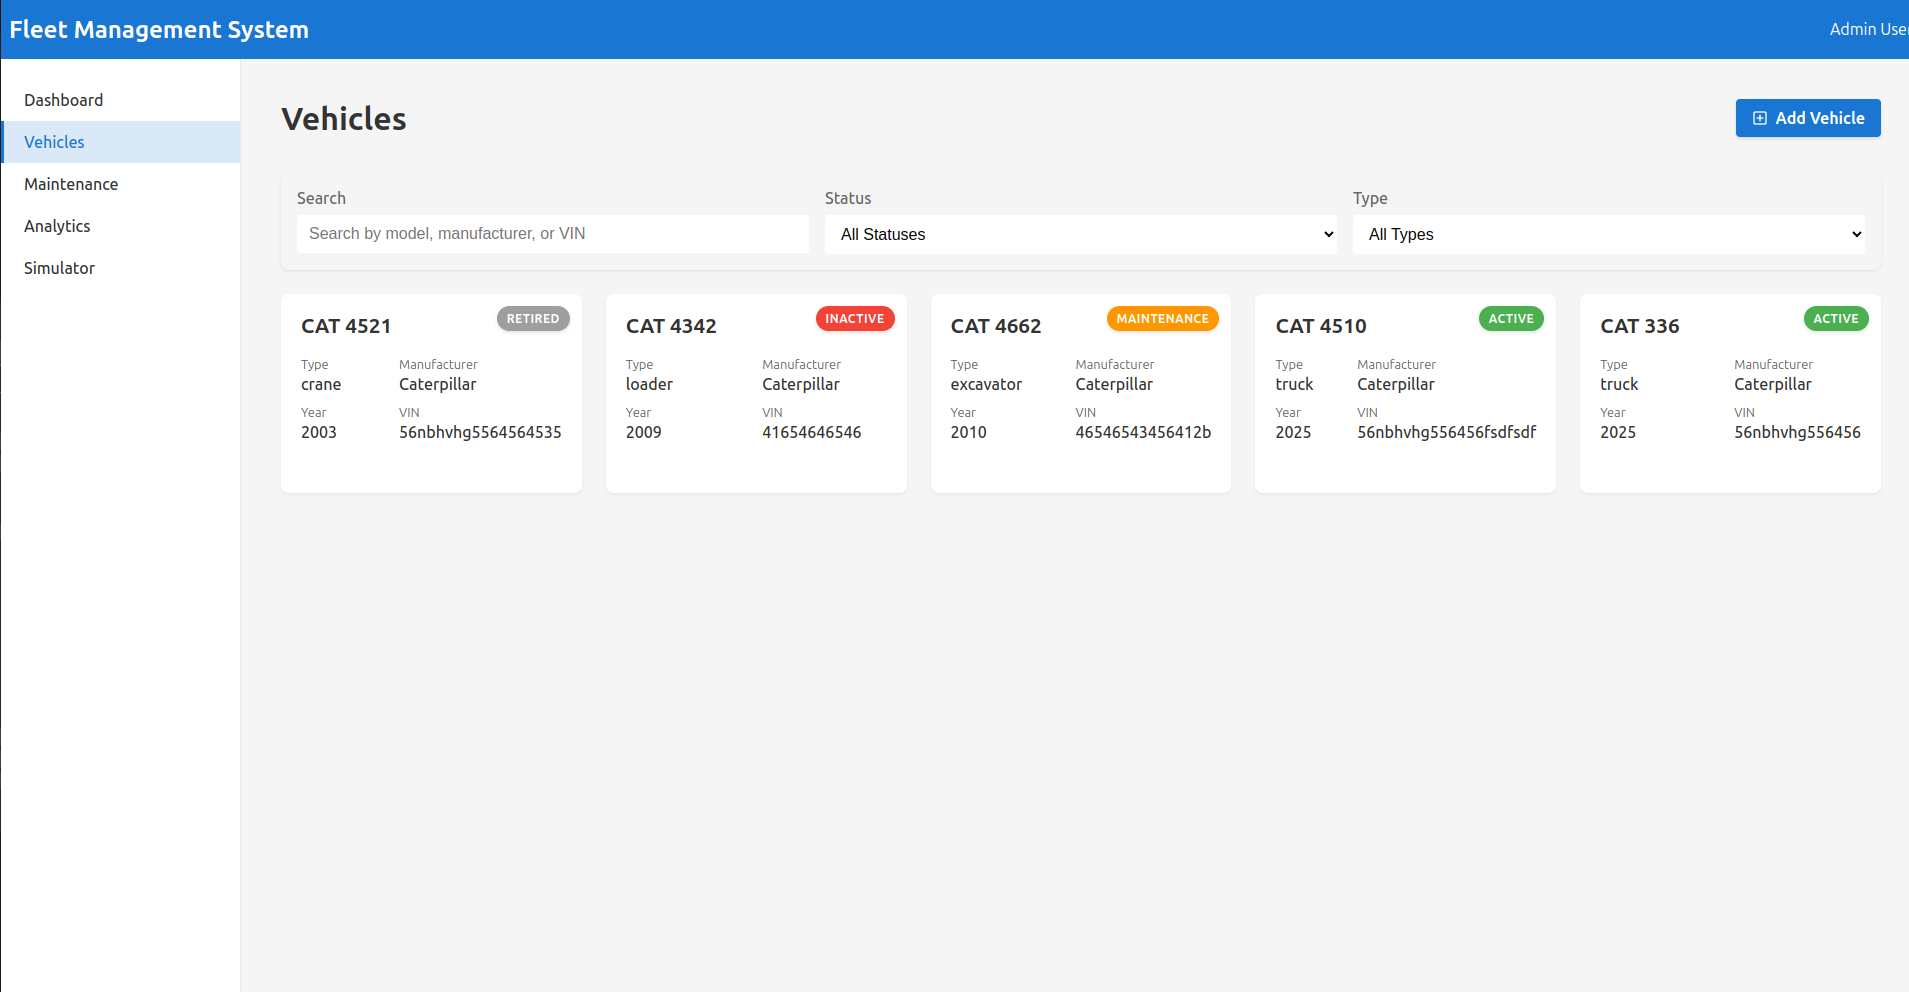 Fleet Management System
Admin User
Dashboard
Vehicles
Maintenance
Analytics
Simulator
Vehicles
Add Vehicle
Search
Status
Type
Search by model, manufacturer, or VIN
All Statuses
All Types
CAT 4521
RETIRED
Type
Manufacturer
crane
Caterpillar
Year
VIN
2003
56nbhvhg5564564535
CAT 4342
INACTIVE
Type
Manufacturer
loader
Caterpillar
Year
VIN
2009
41654646546
CAT 4662
MAINTENANCE
Type
Manufacturer
excavator
Caterpillar
Year
VIN
2010
46546543456412b
CAT 4510
ACTIVE
Type
Manufacturer
truck
Caterpillar
Year
VIN
2025
56nbhvhg556456fsdfsdf
CAT 336
ACTIVE
Type
Manufacturer
truck
Caterpillar
Year
VIN
2025
56nbhvhg556456